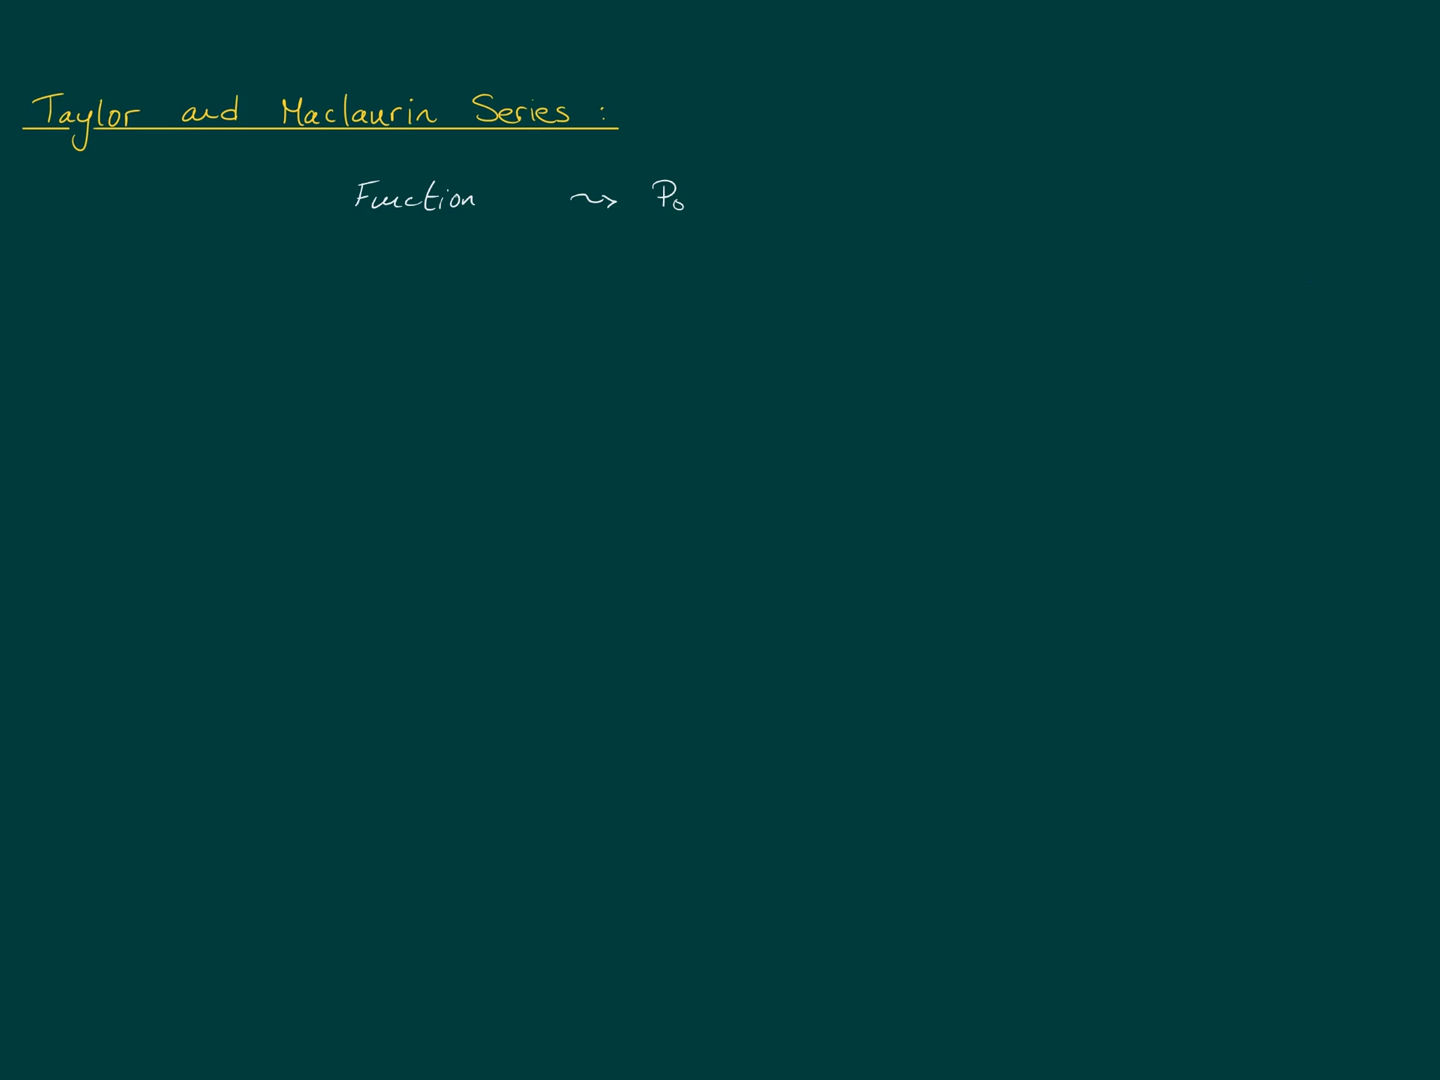 Taylor and Maclaurin Series :
Function ⇝ Po